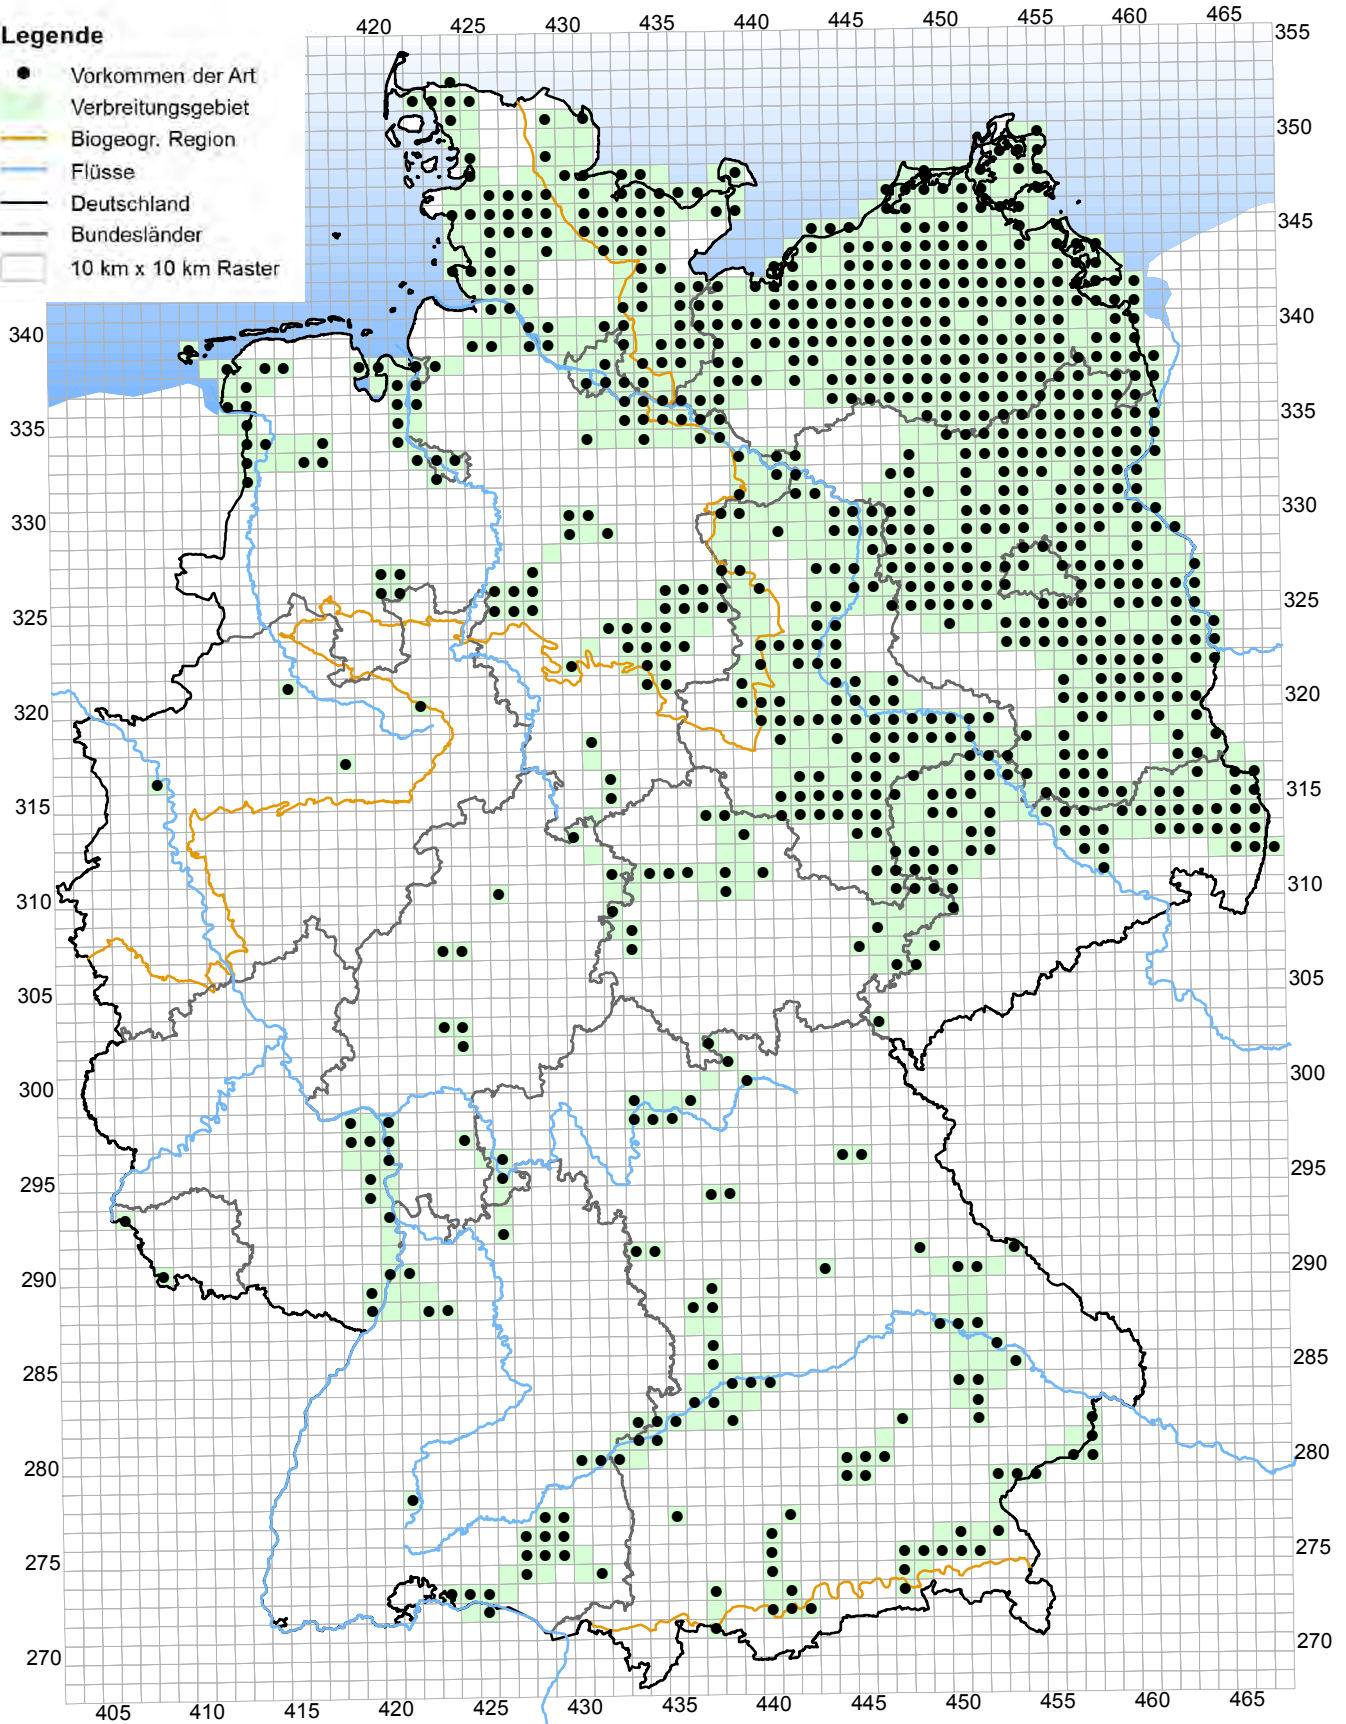 Legende
Vorkommen der Art
Verbreitungsgebiet
Biogeogr. Region
Flüsse
Deutschland
Bundesländer
10 km x 10 km Raster
420 425 430 435 440 445 450 455 460 465
355
350
345
340 340
335 335
330 330
325 325
320 320
315 315
310 310
305 305
300 300
295 295
290 290
285 285
280 280
275 275
270 270
405 410 415 420 425 430 435 440 445 450 455 460 465